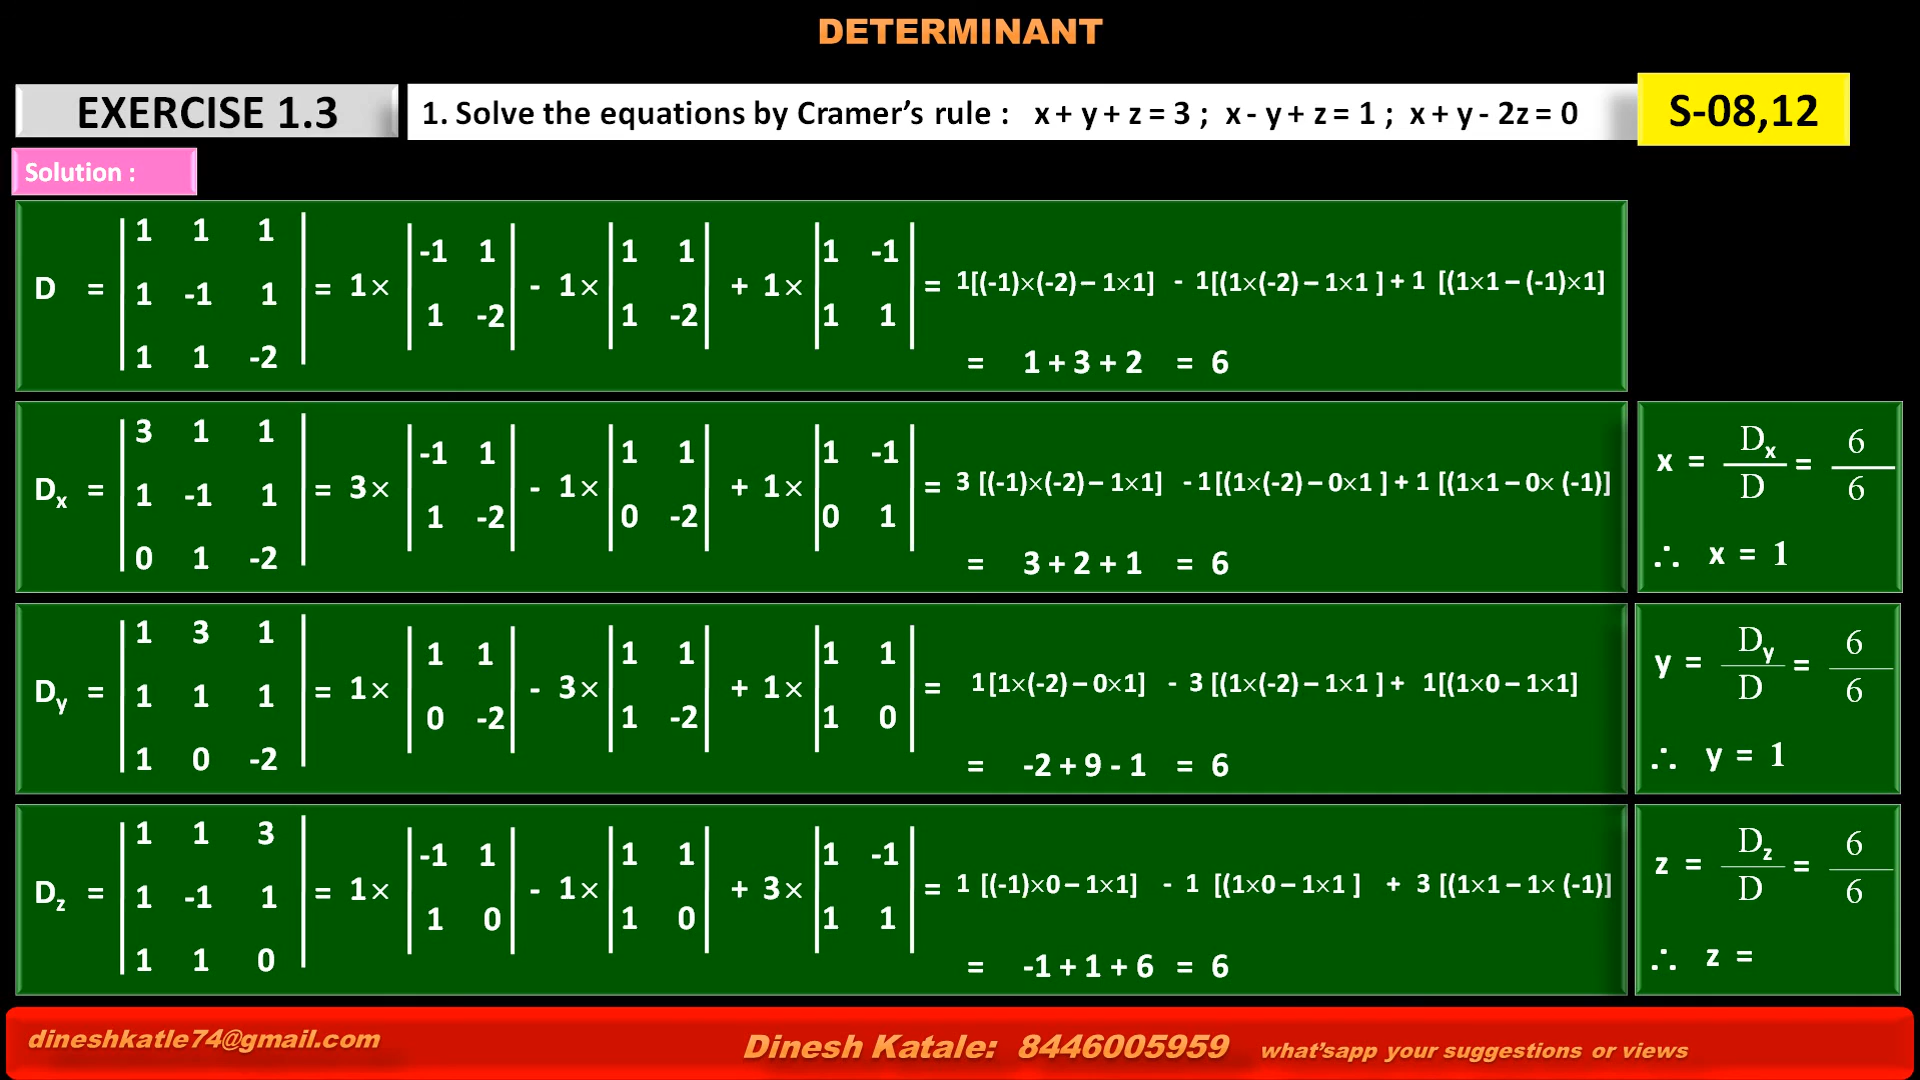 DETERMINANT
EXERCISE 1.3
1. Solve the equations by Cramer’s rule : x + y + z = 3 ; x - y + z = 1 ; x + y - 2z = 0
S-08,12
Solution :
1 1 1 -1 1 1 1 1 -1
D = 1 -1 1 = 1× - 1× + 1× = 1[(-1)×(-2) – 1×1] - 1[(1×(-2) – 1×1 ] + 1 [(1×1 – (-1)×1]
1 -2 1 -2 1 1
1 1 -2 = 1 + 3 + 2 = 6
3 1 1 -1 1 1 1 1 -1
Dx = 1 -1 1 = 3× - 1× + 1× = 3 [(-1)×(-2) – 1×1] - 1[(1×(-2) – 0×1 ] + 1 [(1×1 – 0× (-1)]
1 -2 0 -2 0 1
0 1 -2 = 3 + 2 + 1 = 6
x = Dx/D = 6/6
∴ x = 1
1 3 1 1 1 1 1 1 1
Dy = 1 1 1 = 1× - 3× + 1× = 1[1×(-2) – 0×1] - 3 [(1×(-2) – 1×1 ] + 1[(1×0 – 1×1]
0 -2 1 -2 1 0
1 0 -2 = -2 + 9 - 1 = 6
y = Dy/D = 6/6
∴ y = 1
1 1 3 -1 1 1 1 1 -1
Dz = 1 -1 1 = 1× - 1× + 3× = 1 [(-1)×0 – 1×1] - 1 [(1×0 – 1×1 ] + 3 [(1×1 – 1× (-1)]
1 0 1 0 1 1
1 1 0 = -1 + 1 + 6 = 6
z = Dz/D = 6/6
∴ z =
dineshkatle74@gmail.com Dinesh Katale: 8446005959 what’sapp your suggestions or views